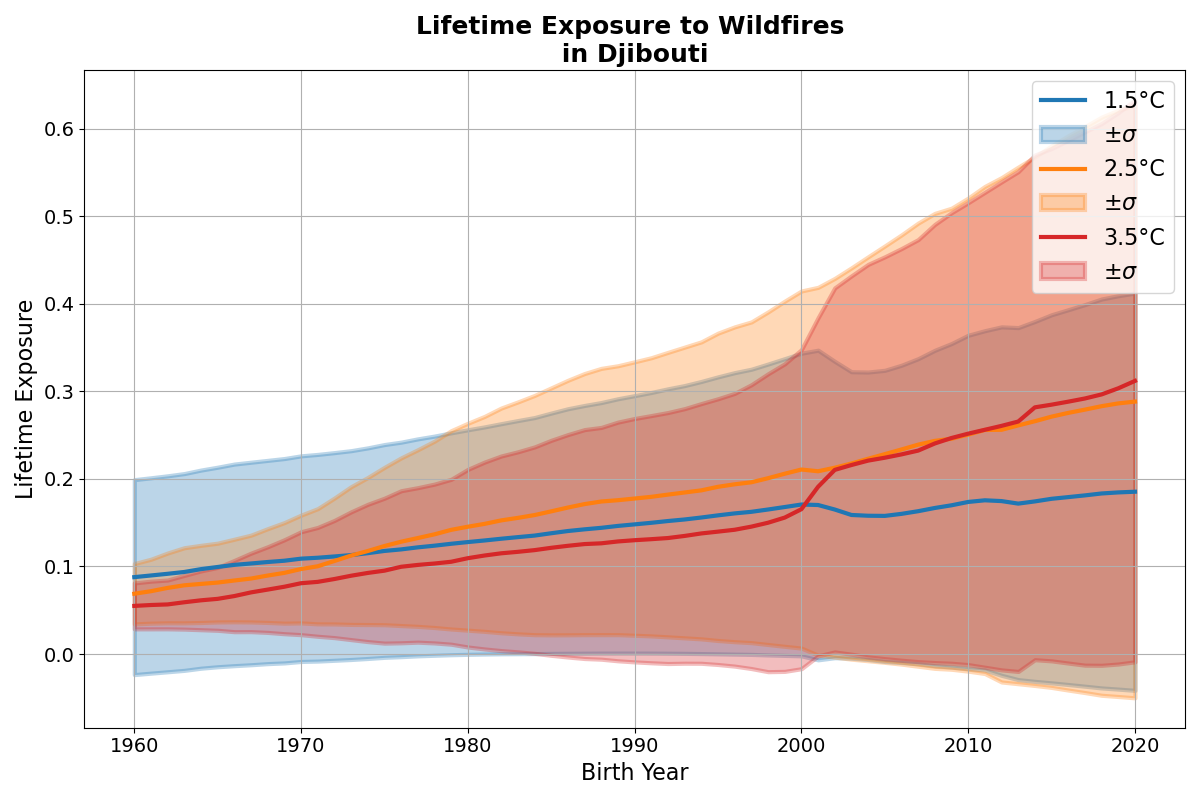 Lifetime Exposure to Wildfires
in Djibouti
1.5°C
±σ
2.5°C
±σ
3.5°C
±σ
Lifetime Exposure
0.6
0.5
0.4
0.3
0.2
0.1
0.0
1960 1970 1980 1990 2000 2010 2020
Birth Year